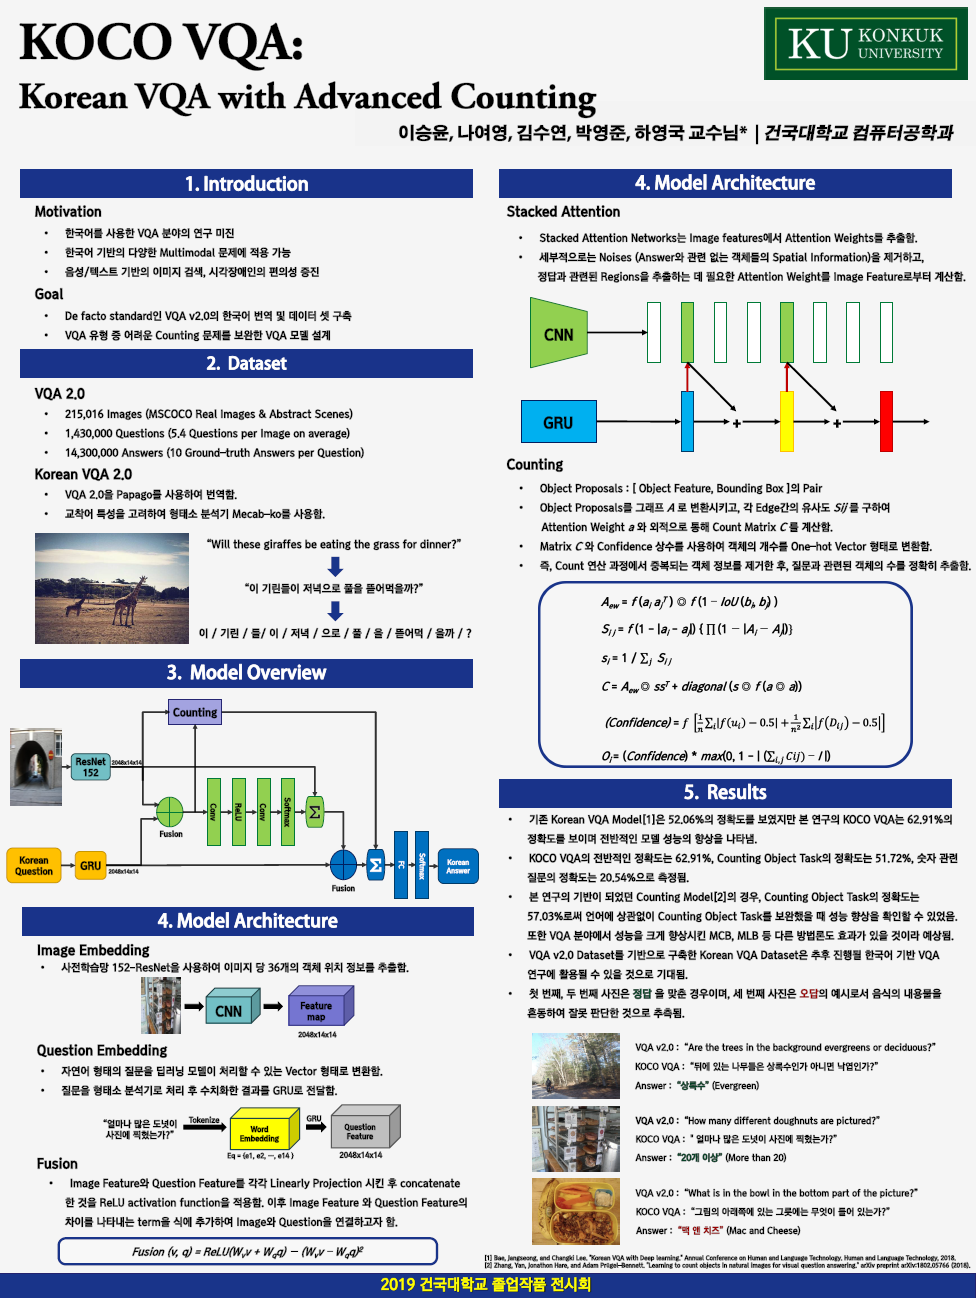 KOCO VQA:
Korean VQA with Advanced Counting
KU KONKUK UNIVERSITY
이승윤, 나여영, 김수연, 박영준, 하영국 교수님* | 건국대학교 컴퓨터공학과
1. Introduction
Motivation
• 한국어를 사용한 VQA 분야의 연구 미진
• 한국어 기반의 다양한 Multimodal 문제에 적용 가능
• 음성/텍스트 기반의 이미지 검색, 시각장애인의 편의성 증진
Goal
• De facto standard인 VQA v2.0의 한국어 번역 및 데이터 셋 구축
• VQA 유형 중 어려운 Counting 문제를 보완한 VQA 모델 설계
2. Dataset
VQA 2.0
• 215,016 Images (MSCOCO Real Images & Abstract Scenes)
• 1,430,000 Questions (5.4 Questions per Image on average)
• 14,300,000 Answers (10 Ground-truth Answers per Question)
Korean VQA 2.0
• VQA 2.0을 Papago를 사용하여 번역함.
• 교착어 특성을 고려하여 형태소 분석기 Mecab-ko를 사용함.
“Will these giraffes be eating the grass for dinner?”
“이 기린들이 저녁으로 풀을 뜯어먹을까?”
이 / 기린 / 들/ 이 / 저녁 / 으로 / 풀 / 을 / 뜯어먹 / 을까 / ?
3. Model Overview
Counting
ResNet
152
2048x14x14
Conv
ReLU
Conv
Softmax
Σ
Fusion
Korean
Question
GRU
2048x14x14
Fusion
Σ
FC
Softmax
Korean
Answer
4. Model Architecture
Image Embedding
• 사전학습망 152-ResNet을 사용하여 이미지 당 36개의 객체 위치 정보를 추출함.
CNN
Feature
map
2048x14x14
Question Embedding
• 자연어 형태의 질문을 딥러닝 모델이 처리할 수 있는 Vector 형태로 변환함.
• 질문을 형태소 분석기로 처리 후 수치화한 결과를 GRU로 전달함.
“얼마나 많은 도넛이
사진에 찍혔는가?”
Tokenize
Word
Embedding
Eq = {e1, e2, ···, e14 }
GRU
Question
Feature
2048x14x14
Fusion
• Image Feature와 Question Feature를 각각 Linearly Projection 시킨 후 concatenate
한 것을 ReLU activation function을 적용함. 이후 Image Feature 와 Question Feature의
차이를 나타내는 term을 식에 추가하여 Image와 Question을 연결하고자 함.
Fusion (v, q) = ReLU(Wᵥv + W_q q) − (Wᵥv − W_q q)²
4. Model Architecture
Stacked Attention
• Stacked Attention Networks는 Image features에서 Attention Weights를 추출함.
• 세부적으로는 Noises (Answer와 관련 없는 객체들의 Spatial Information)을 제거하고,
정답과 관련된 Regions을 추출하는 데 필요한 Attention Weight를 Image Feature로부터 계산함.
CNN
GRU
+
+
Counting
• Object Proposals : [ Object Feature, Bounding Box ]의 Pair
• Object Proposals를 그래프 A 로 변환시키고, 각 Edge간의 유사도 Sij 를 구하여
Attention Weight a 와 외적으로 통해 Count Matrix C 를 계산함.
• Matrix C 와 Confidence 상수를 사용하여 객체의 개수를 One-hot Vector 형태로 변환함.
• 즉, Count 연산 과정에서 중복되는 객체 정보를 제거한 후, 질문과 관련된 객체의 수를 정확히 추출함.
A_ew = f (a_i a_j^T ) ◎ f (1 − IoU (b_i, b_j) )
S_ij = f (1 - |a_i - a_j|) { ∏ (1 − |A_i − A_j|)}
s_i = 1 / Σ_j S_ij
C = A_ew ◎ ss^T + diagonal (s ◎ f (a ◎ a))
(Confidence) = f [1/n Σ_i|f(u_i) − 0.5| + 1/n² Σ_i|f(D_ij) − 0.5|]
O_i = (Confidence) * max(0, 1 − | (Σ_i,j Cij) − i |)
5. Results
• 기존 Korean VQA Model[1]은 52.06%의 정확도를 보였지만 본 연구의 KOCO VQA는 62.91%의
정확도를 보이며 전반적인 모델 성능의 향상을 나타냄.
• KOCO VQA의 전반적인 정확도는 62.91%, Counting Object Task의 정확도는 51.72%, 숫자 관련
질문의 정확도는 20.54%으로 측정됨.
• 본 연구의 기반이 되었던 Counting Model[2]의 경우, Counting Object Task의 정확도는
57.03%로써 언어에 상관없이 Counting Object Task를 보완했을 때 성능 향상을 확인할 수 있었음.
또한 VQA 분야에서 성능을 크게 향상시킨 MCB, MLB 등 다른 방법론도 효과가 있을 것이라 예상됨.
• VQA v2.0 Dataset를 기반으로 구축한 Korean VQA Dataset은 추후 진행될 한국어 기반 VQA
연구에 활용될 수 있을 것으로 기대됨.
• 첫 번째, 두 번째 사진은 정답 을 맞춘 경우이며, 세 번째 사진은 오답의 예시로서 음식의 내용물을
혼동하여 잘못 판단한 것으로 추측됨.
VQA v2.0 : “Are the trees in the background evergreens or deciduous?”
KOCO VQA : “뒤에 있는 나무들은 상록수인가 아니면 낙엽인가?”
Answer : “상록수” (Evergreen)
VQA v2.0 : “How many different doughnuts are pictured?”
KOCO VQA : " 얼마나 많은 도넛이 사진에 찍혔는가?”
Answer : “20개 이상” (More than 20)
VQA v2.0 : “What is in the bowl in the bottom part of the picture?”
KOCO VQA : “그림의 아래쪽에 있는 그릇에는 무엇이 들어 있는가?”
Answer : “맥 앤 치즈” (Mac and Cheese)
[1] Bae, Jangseong, and Changki Lee. "Korean VQA with Deep learning." Annual Conference on Human and Language Technology. Human and Language Technology, 2018.
[2] Zhang, Yan, Jonathon Hare, and Adam Prügel-Bennett. "Learning to count objects in natural images for visual question answering." arXiv preprint arXiv:1802.05766 (2018).
2019 건국대학교 졸업작품 전시회